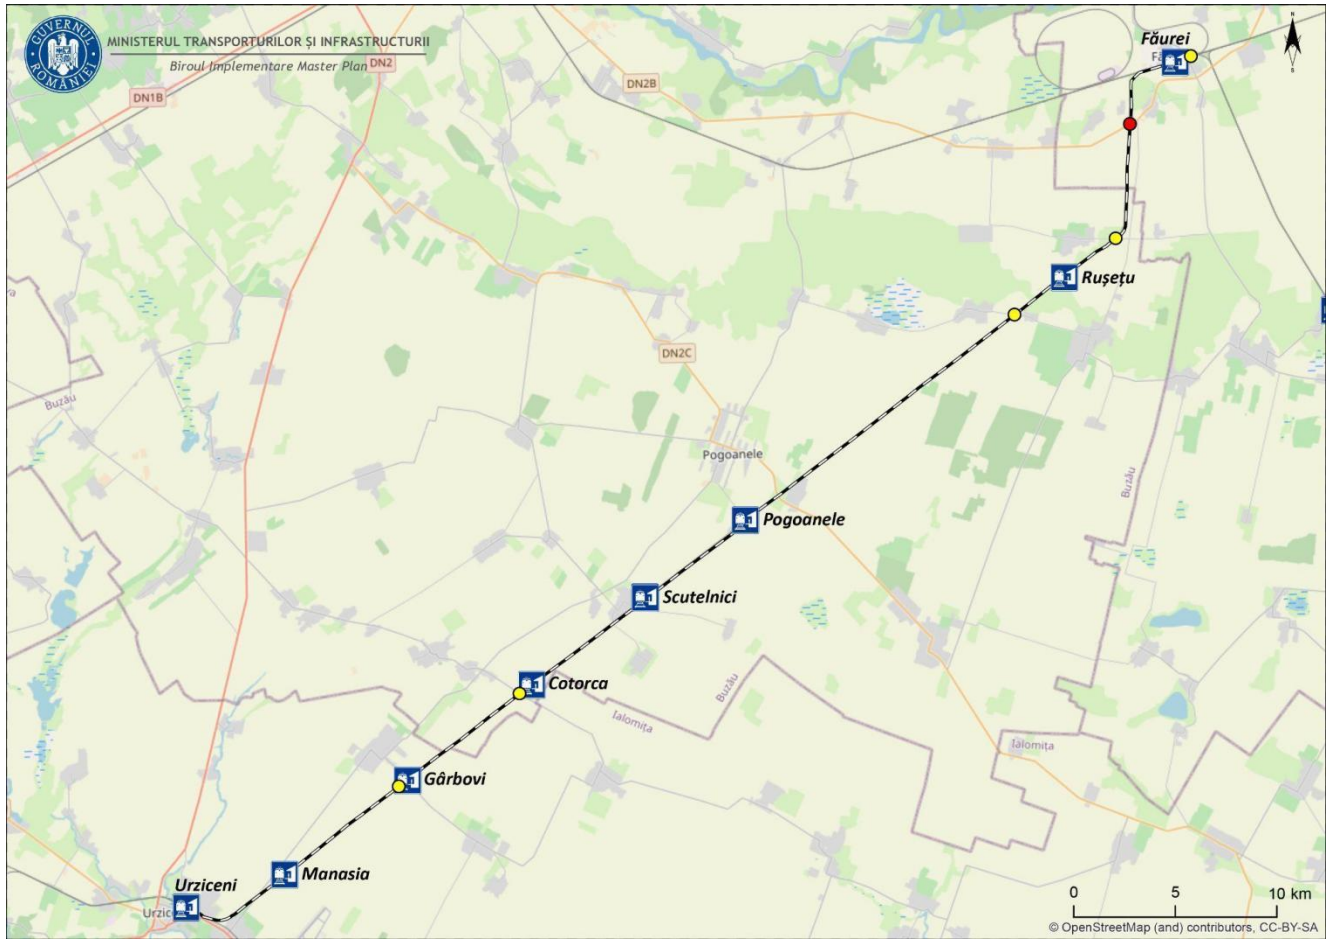 GUVERNUL ROMÂNIEI
MINISTERUL TRANSPORTURILOR ȘI INFRASTRUCTURII
Biroul Implementare Master Plan
DN2
DN1B
DN2B
Făurei
N
S
Rușețu
DN2C
Buzău
Pogoanele
Buzău
Pogoanele
Scutelnici
Cotorca
Buzău
Ialomița
Ialomița
Gârbovi
Manasia
Urziceni
0 5 10 km
© OpenStreetMap (and) contributors, CC-BY-SA